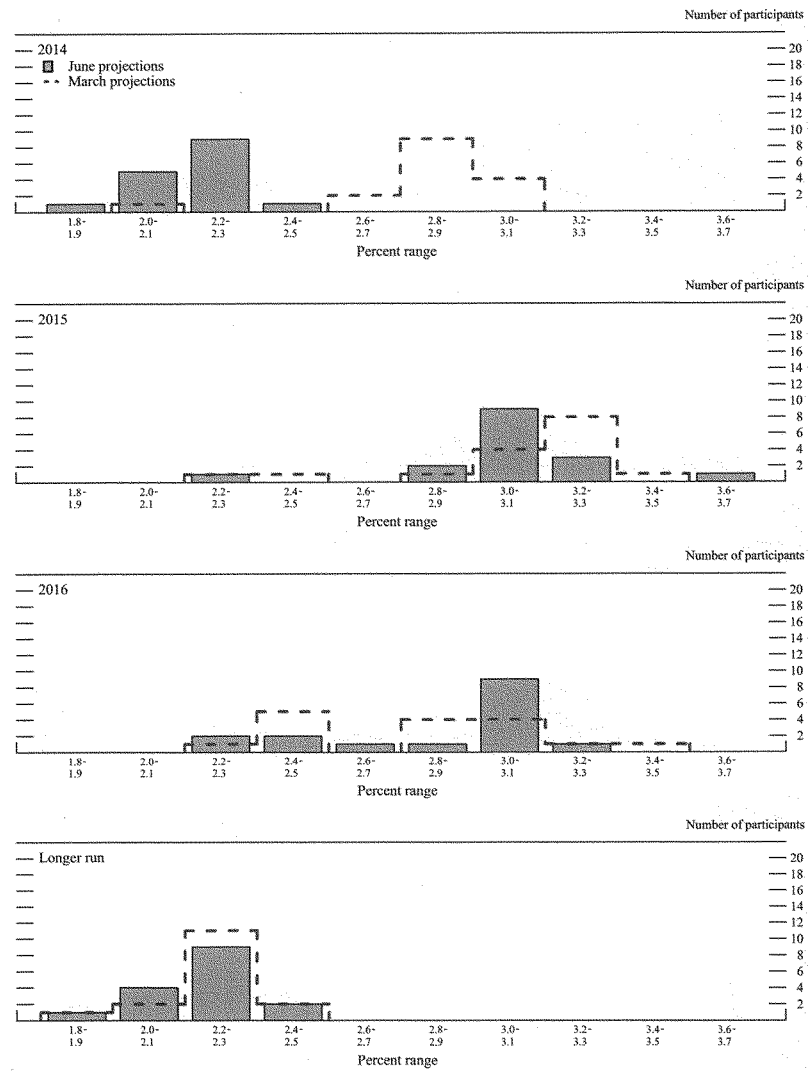 Number of participants
2014
June projections
March projections
20
18
16
14
12
10
8
6
4
2
1.8- 2.0- 2.2- 2.4- 2.6- 2.8- 3.0- 3.2- 3.4- 3.6-
1.9 2.1 2.3 2.5 2.7 2.9 3.1 3.3 3.5 3.7
Percent range
Number of participants
2015
20
18
16
14
12
10
8
6
4
2
1.8- 2.0- 2.2- 2.4- 2.6- 2.8- 3.0- 3.2- 3.4- 3.6-
1.9 2.1 2.3 2.5 2.7 2.9 3.1 3.3 3.5 3.7
Percent range
Number of participants
2016
20
18
16
14
12
10
8
6
4
2
1.8- 2.0- 2.2- 2.4- 2.6- 2.8- 3.0- 3.2- 3.4- 3.6-
1.9 2.1 2.3 2.5 2.7 2.9 3.1 3.3 3.5 3.7
Percent range
Number of participants
Longer run
20
18
16
14
12
10
8
6
4
2
1.8- 2.0- 2.2- 2.4- 2.6- 2.8- 3.0- 3.2- 3.4- 3.6-
1.9 2.1 2.3 2.5 2.7 2.9 3.1 3.3 3.5 3.7
Percent range